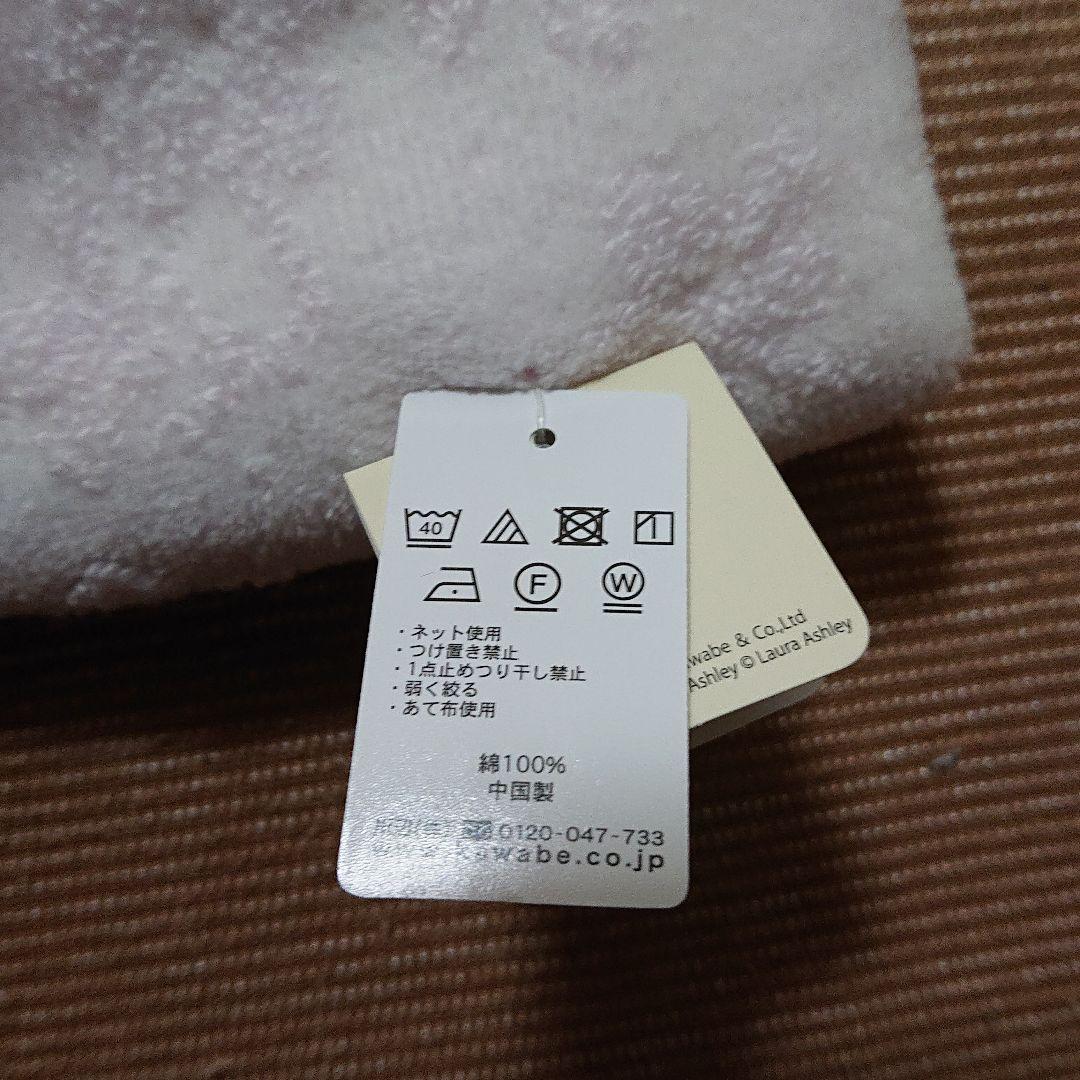 40
1
F W
・ネット使用
・つけ置き禁止
・1点止めつり干し禁止
・弱く絞る
・あて布使用
綿100%
中国製
0120-047-733
kawabe.co.jp
& Co.,Ltd
Ashley © Laura Ashley